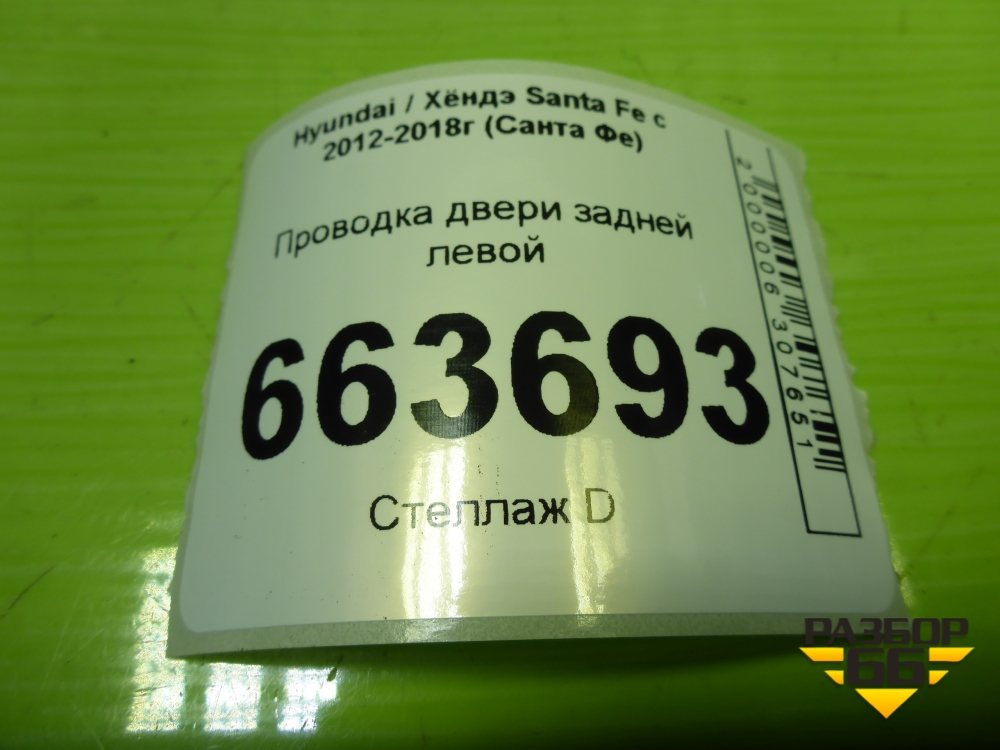 Hyundai / Хёндэ Santa Fe с
2012-2018г (Санта Фе)
Проводка двери задней
левой
663693
Стеллаж D
2000006307651
РАЗБОР
66